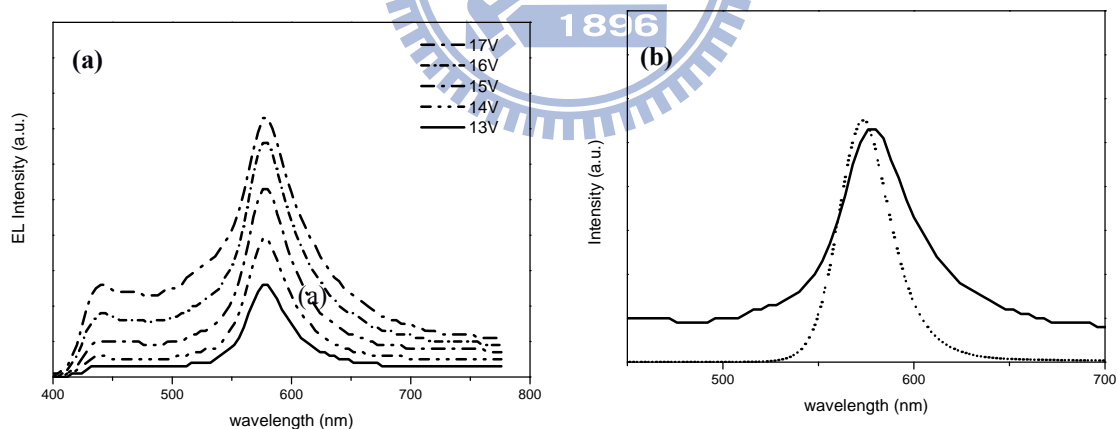 1896
(a)
17V
16V
15V
14V
13V
(a)
EL Intensity (a.u.)
400 500 600 700 800
wavelength (nm)
(b)
Intensity (a.u.)
500 600 700
wavelength (nm)